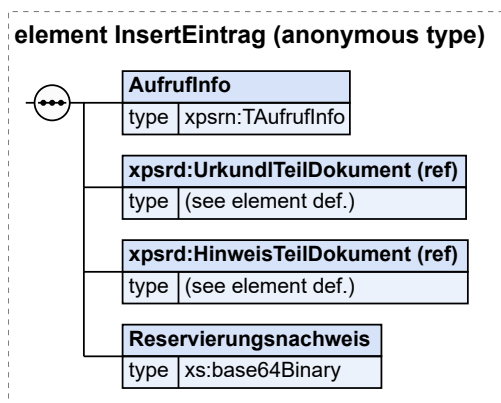 element InsertEintrag (anonymous type)
AufrufInfo
type xpsrn:TAufrufInfo
xpsrd:UrkundlTeilDokument (ref)
type (see element def.)
xpsrd:HinweisTeilDokument (ref)
type (see element def.)
Reservierungsnachweis
type xs:base64Binary